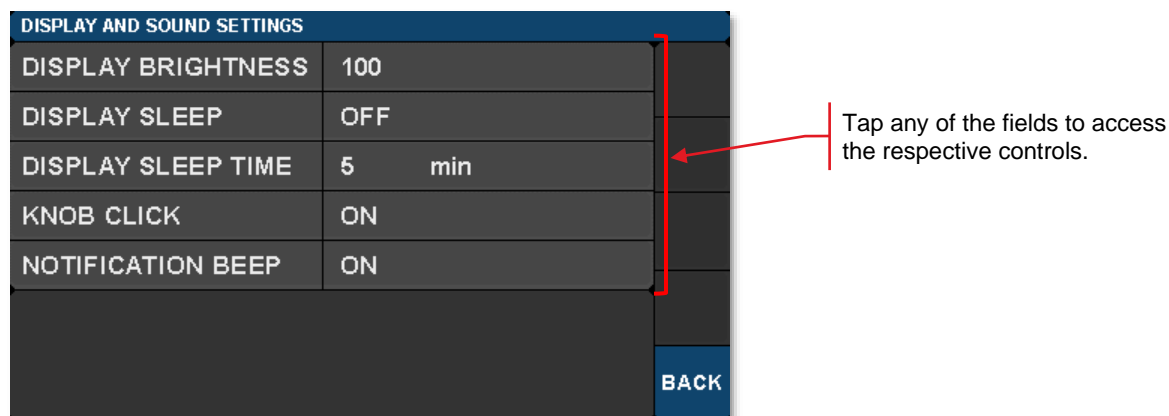 DISPLAY AND SOUND SETTINGS
DISPLAY BRIGHTNESS 100
DISPLAY SLEEP OFF
DISPLAY SLEEP TIME 5 min
KNOB CLICK ON
NOTIFICATION BEEP ON
BACK
Tap any of the fields to access
the respective controls.